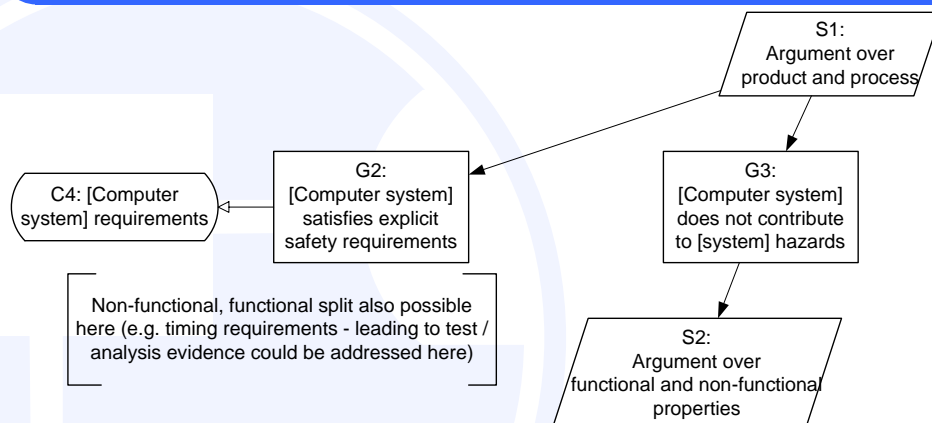 S1:
Argument over
product and process
G2:
[Computer system]
satisfies explicit
safety requirements
G3:
[Computer system]
does not contribute
to [system] hazards
C4: [Computer
system] requirements
Non-functional, functional split also possible
here (e.g. timing requirements - leading to test /
analysis evidence could be addressed here)
S2:
Argument over
functional and non-functional
properties